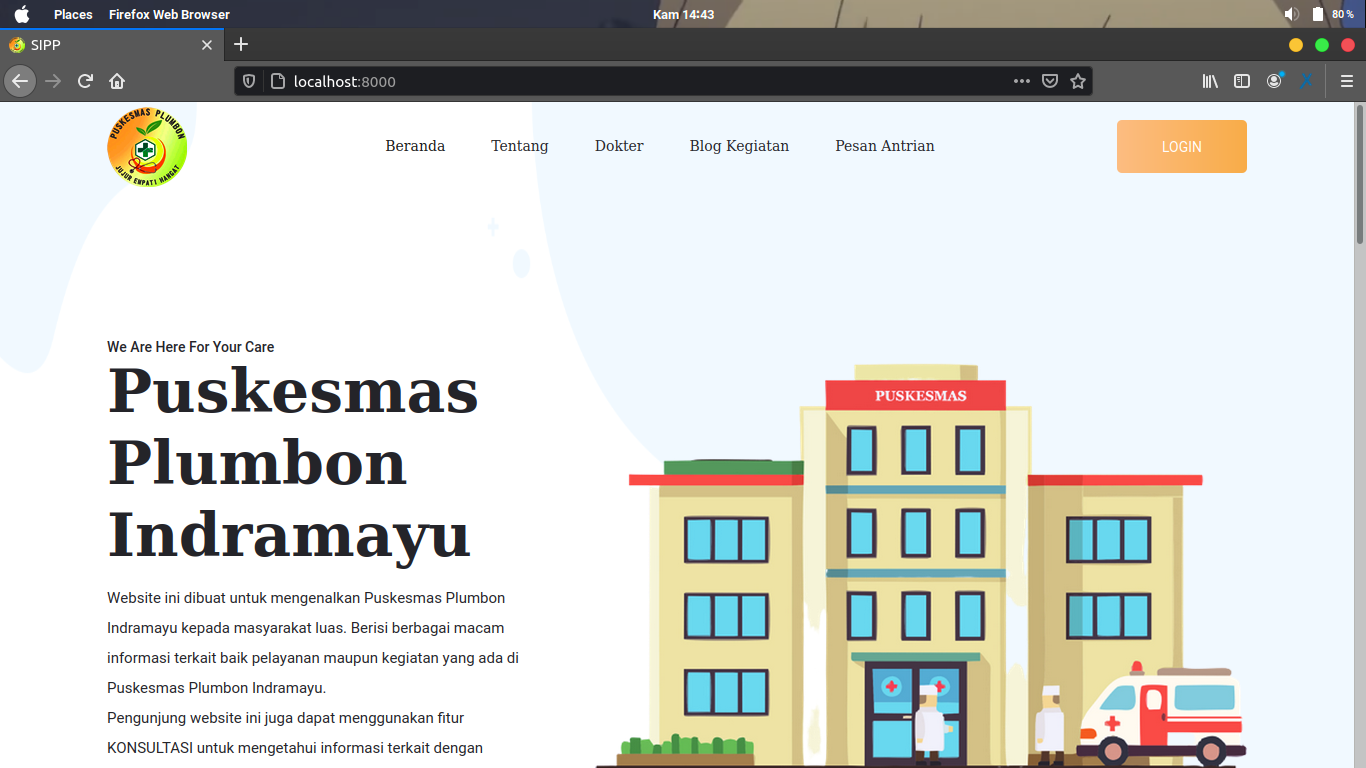 Places Firefox Web Browser Kam 14:43 80 %
SIPP
localhost:8000
PUSKESMAS PLUMBON
JUJUR EMPATI HANGAT
Beranda Tentang Dokter Blog Kegiatan Pesan Antrian LOGIN
We Are Here For Your Care
Puskesmas
Plumbon
Indramayu
PUSKESMAS
Website ini dibuat untuk mengenalkan Puskesmas Plumbon
Indramayu kepada masyarakat luas. Berisi berbagai macam
informasi terkait baik pelayanan maupun kegiatan yang ada di
Puskesmas Plumbon Indramayu.
Pengunjung website ini juga dapat menggunakan fitur
KONSULTASI untuk mengetahui informasi terkait dengan